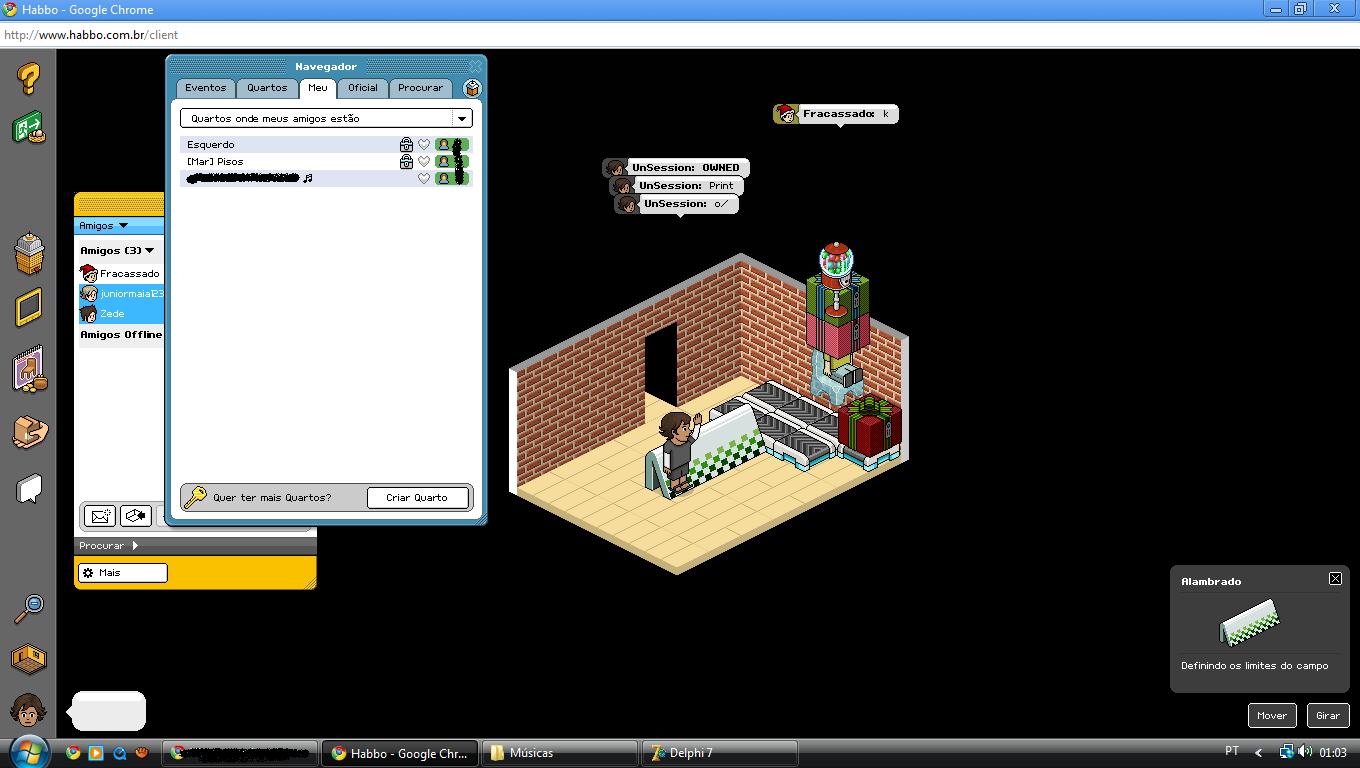 Habbo - Google Chrome
http://www.habbo.com.br/client
Navegador
Eventos Quartos Meu Oficial Procurar
Quartos onde meus amigos estão
Esquerdo
[Mar] Pisos
Quer ter mais Quartos? Criar Quarto
Amigos
Amigos (3)
Fracassado
juniormaia123
Zede
Amigos Offline
Procurar
Mais
Fracassado: k
UnSession: OWNED
UnSession: Print
UnSession: o/
Alambrado
Definindo os limites do campo
Mover Girar
Habbo - Google Chr... Músicas Delphi 7
PT 01:03